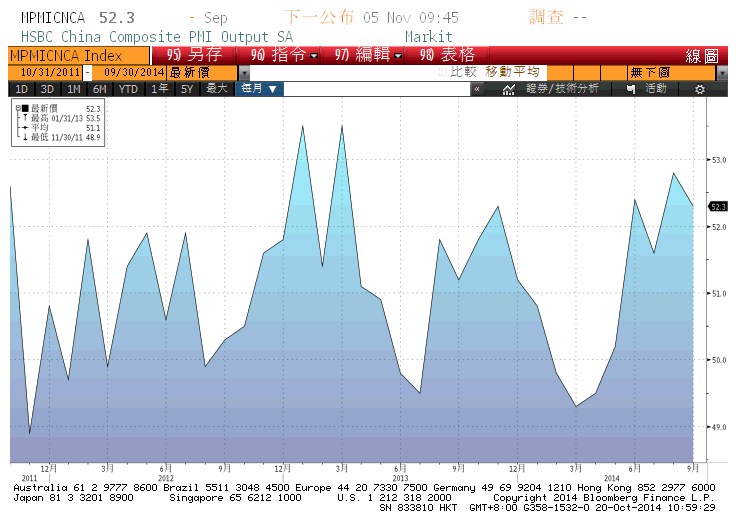 MPMICNCA 52.3 - Sep 下一公布 05 Nov 09:45 調查 --
HSBC China Composite PMI Output SA Markit
MPMICNCA Index 95) 另存 96) 指令 97) 編輯 98) 表格 線圖
10/31/2011 - 09/30/2014 最新價 比較 移動平均 無下價
1D 3D 1M 6M YTD 1年 5Y 最大 每月 ▼ « 證券/技術分析 活動
最新價 52.3
最高 01/31/13 53.5
平均 51.1
最低 11/30/11 48.9
53.0
52.3
52.0
51.0
50.0
49.0
12月 3月 6月 9月 12月 3月 6月 9月 12月 3月 6月 9月
2011 2012 2013 2014
Australia 61 2 9777 8600 Brazil 5511 3048 4500 Europe 44 20 7330 7500 Germany 49 69 9204 1210 Hong Kong 852 2977 6000
Japan 81 3 3201 8900 Singapore 65 6212 1000 U.S. 1 212 318 2000 Copyright 2014 Bloomberg Finance L.P.
SN 833810 HKT GMT+8:00 G358-1532-0 20-Oct-2014 10:59:29